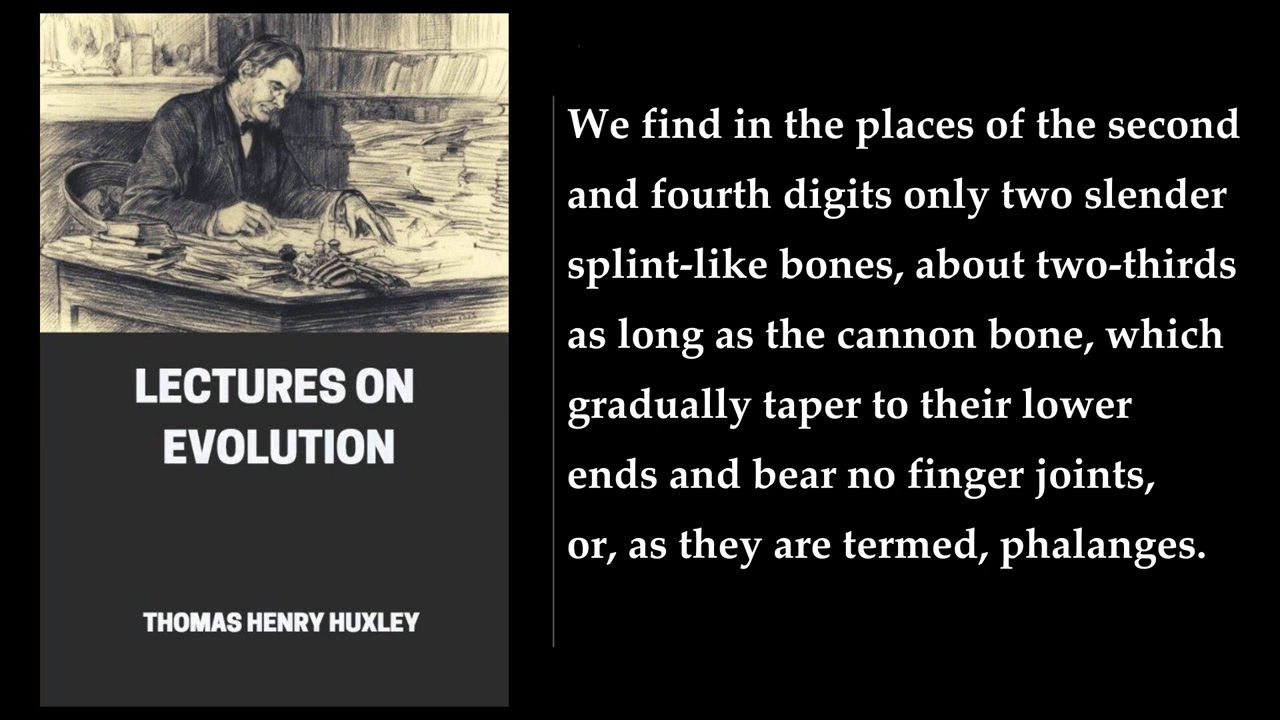 LECTURES ON
EVOLUTION
THOMAS HENRY HUXLEY
We find in the places of the second
and fourth digits only two slender
splint-like bones, about two-thirds
as long as the cannon bone, which
gradually taper to their lower
ends and bear no finger joints,
or, as they are termed, phalanges.